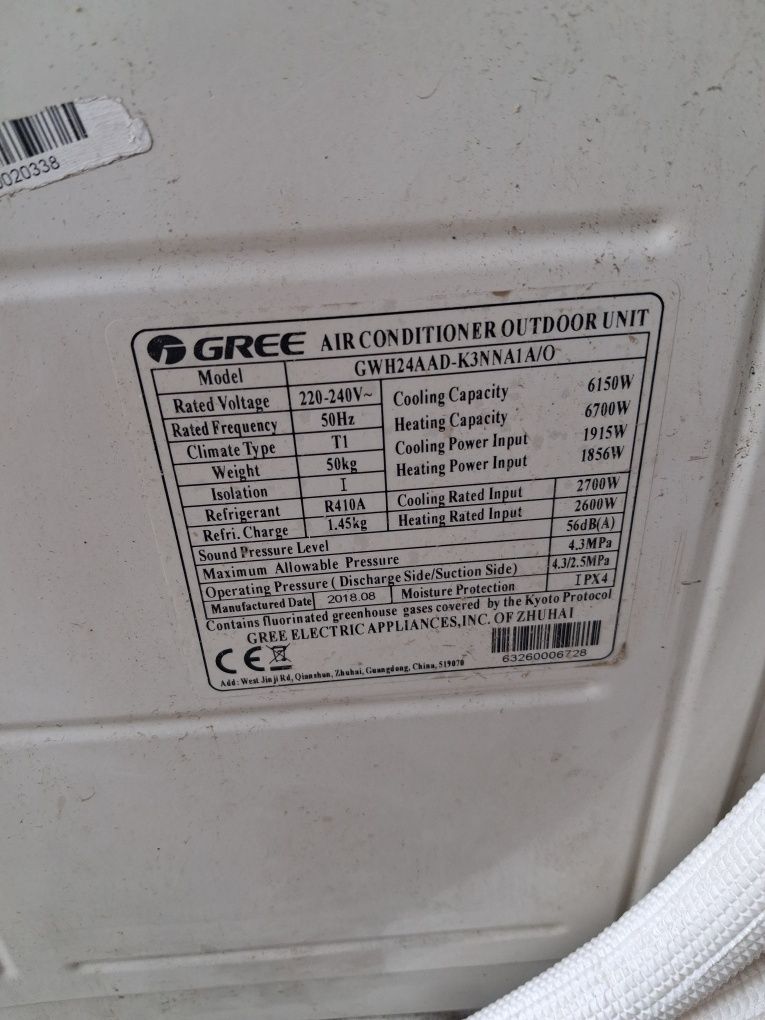 020338
GREE AIR CONDITIONER OUTDOOR UNIT
Model GWH24AAD-K3NNA1A/O
Rated Voltage 220-240V~ Cooling Capacity 6150W
Rated Frequency 50Hz Heating Capacity 6700W
Climate Type T1 Cooling Power Input 1915W
Weight 50kg Heating Power Input 1856W
Isolation I
Refrigerant R410A Cooling Rated Input 2700W
Refri. Charge 1.45kg Heating Rated Input 2600W
Sound Pressure Level 56dB(A)
Maximum Allowable Pressure 4.3MPa
Operating Pressure ( Discharge Side/Suction Side) 4.3/2.5MPa
Manufactured Date 2018.08 Moisture Protection IPX4
Contains fluorinated greenhouse gases covered by the Kyoto Protocol
GREE ELECTRIC APPLIANCES,INC. OF ZHUHAI
CE
63260006728
Add: West Jinji Rd, Qianshan, Zhuhai, Guangdong, China, 519070